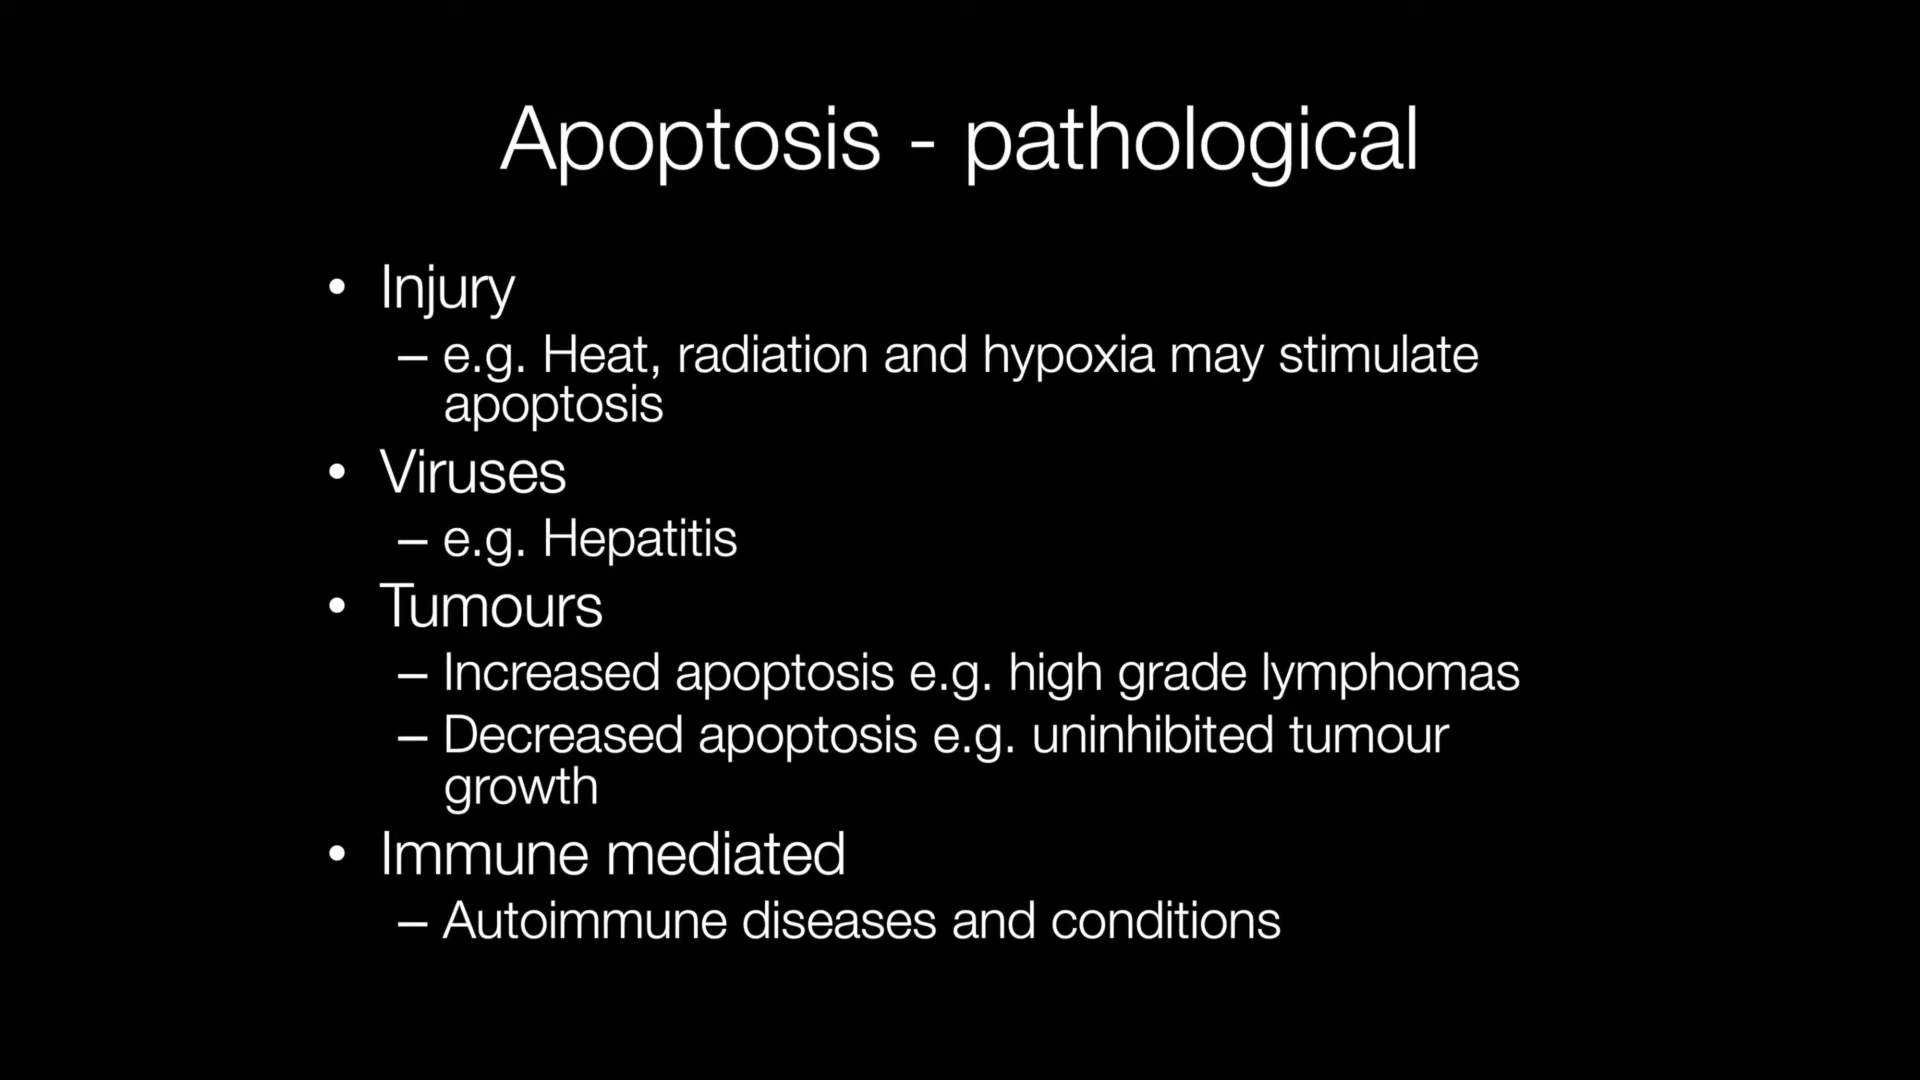 Apoptosis - pathological
• Injury
– e.g. Heat, radiation and hypoxia may stimulate
apoptosis
• Viruses
– e.g. Hepatitis
• Tumours
– Increased apoptosis e.g. high grade lymphomas
– Decreased apoptosis e.g. uninhibited tumour
growth
• Immune mediated
– Autoimmune diseases and conditions